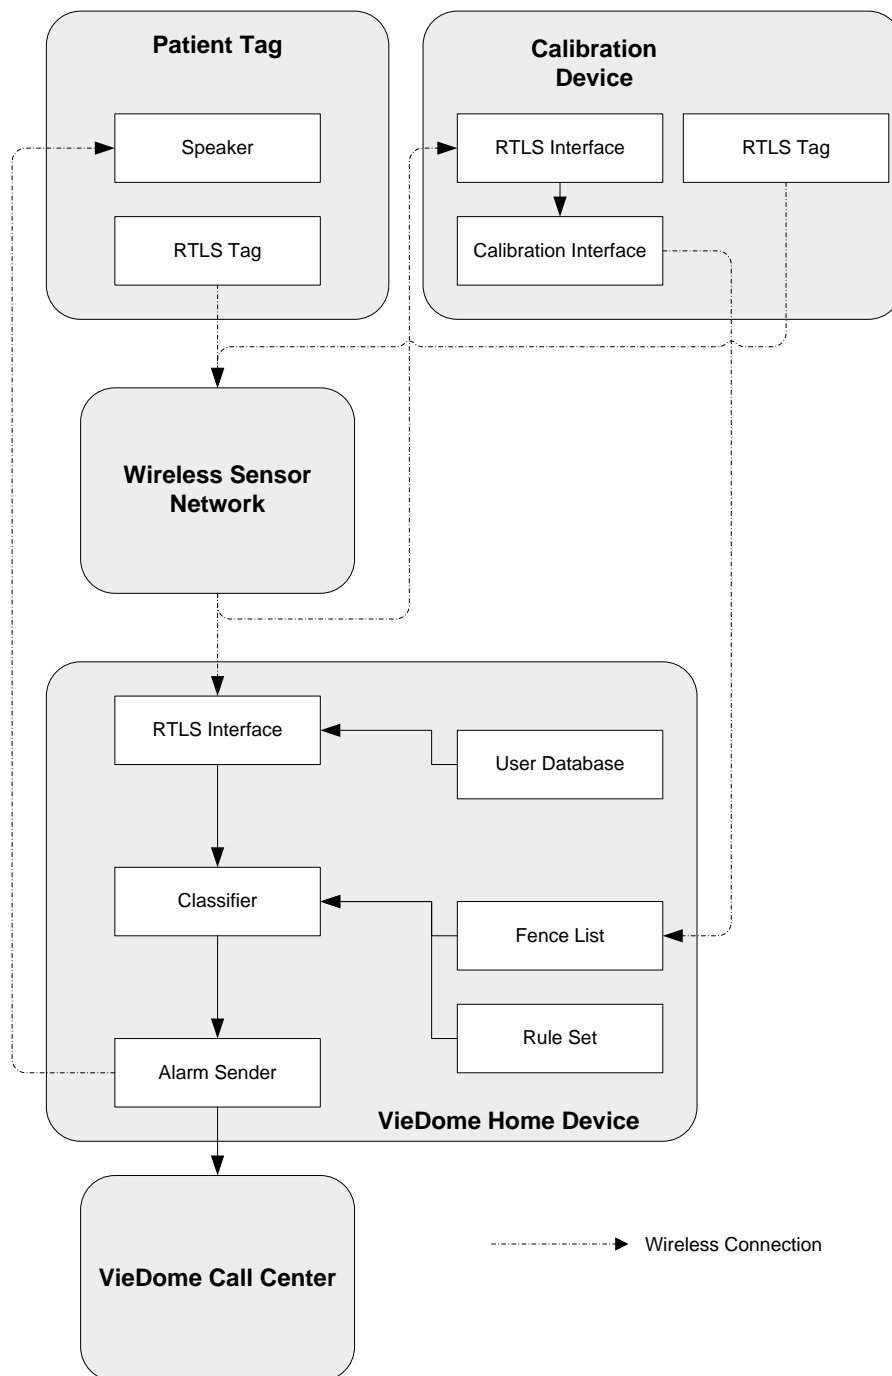 Patient Tag
Speaker
RTLS Tag
Calibration
Device
RTLS Interface
RTLS Tag
Calibration Interface
Wireless Sensor
Network
RTLS Interface
User Database
Classifier
Fence List
Rule Set
Alarm Sender
VieDome Home Device
VieDome Call Center
Wireless Connection